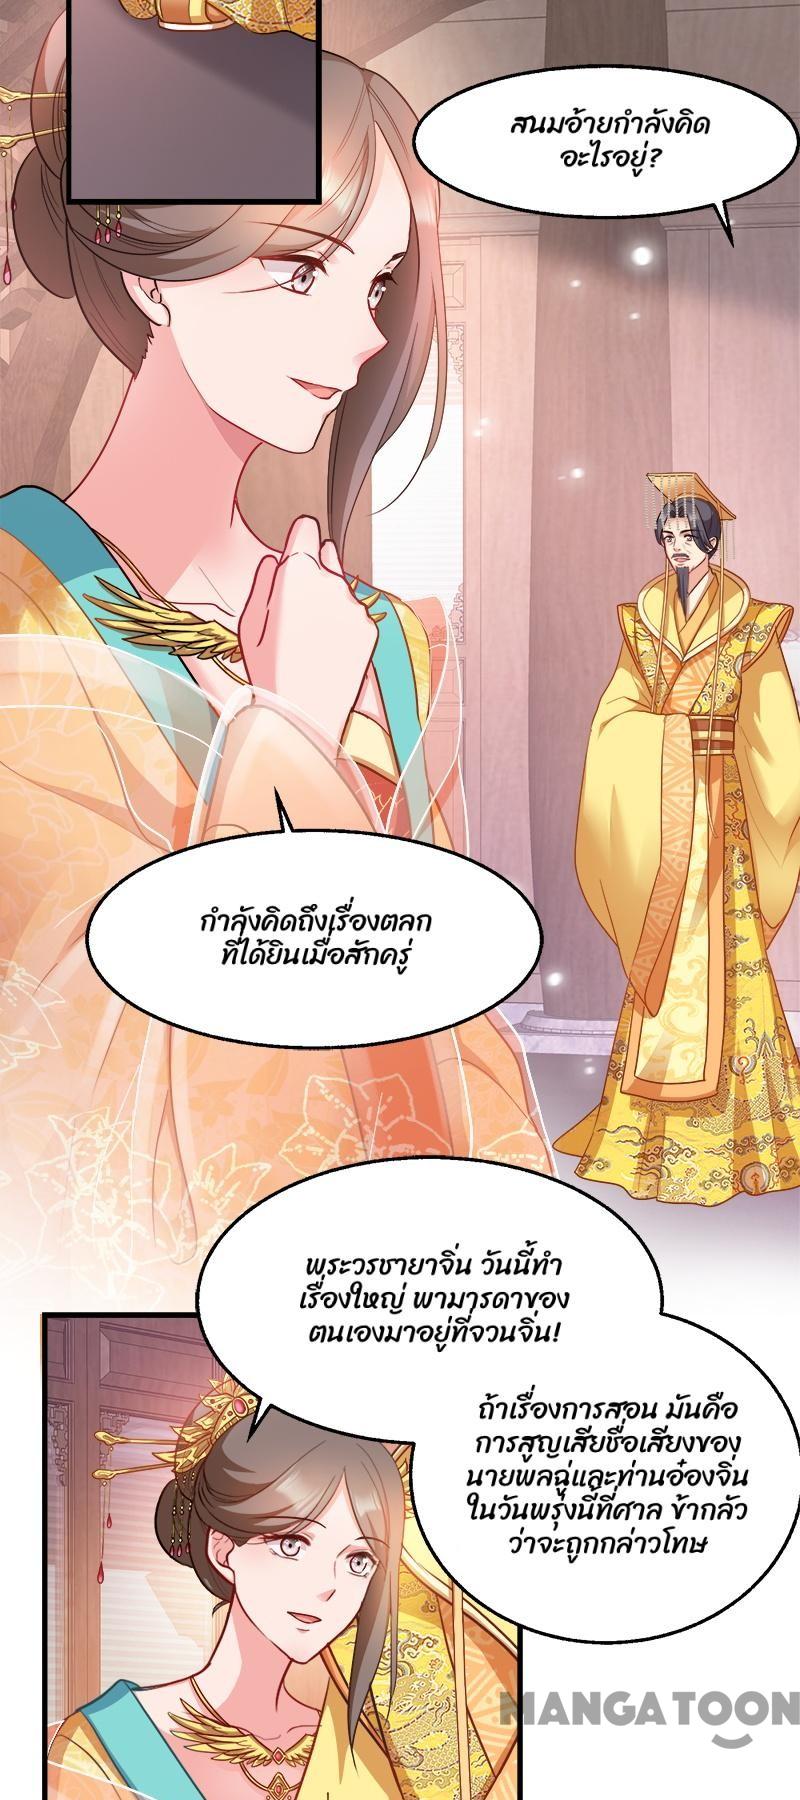 สนมอ้ายกำลังคิด
อะไรอยู่?
กำลังคิดถึงเรื่องตลก
ที่ได้ยินเมื่อสักครู่
พระวรชายาจิ่น วันนี้ทำ
เรื่องใหญ่ พามารดาของ
ตนเองมาอยู่ที่จวนจิ่น!
ถ้าเรื่องการสอน มันคือ
การสูญเสียชื่อเสียงของ
นายพลฉู่และท่านอ๋องจิ่น
ในวันพรุ่งนี้ที่ศาล ข้ากลัว
ว่าจะถูกกล่าวโทษ
MANGATOON